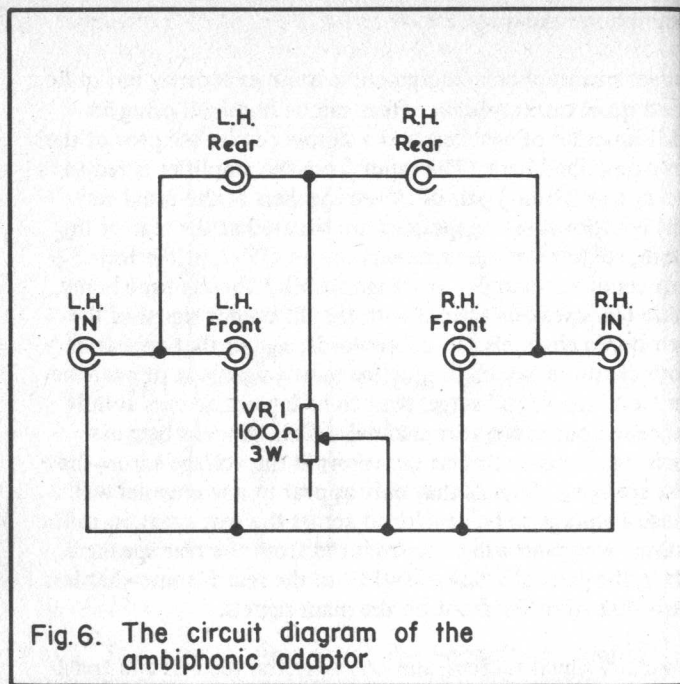 L.H.
Rear
R.H.
Rear
L.H.
IN
L.H.
Front
R.H.
Front
R.H.
IN
VR1
100Ω
3W
Fig.6. The circuit diagram of the
ambiphonic adaptor